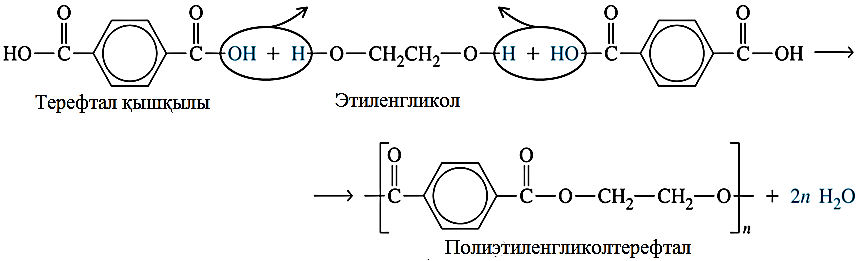 O O O O
HO—C C—OH + H—O—CH₂CH₂—O—H + HO—C C—OH ⟶
Терефтал қышқылы Этиленгликол
O O
⟶ [—C C—O—CH₂—CH₂—O—]n + 2n H₂O
Полиэтиленгликолтерефтал